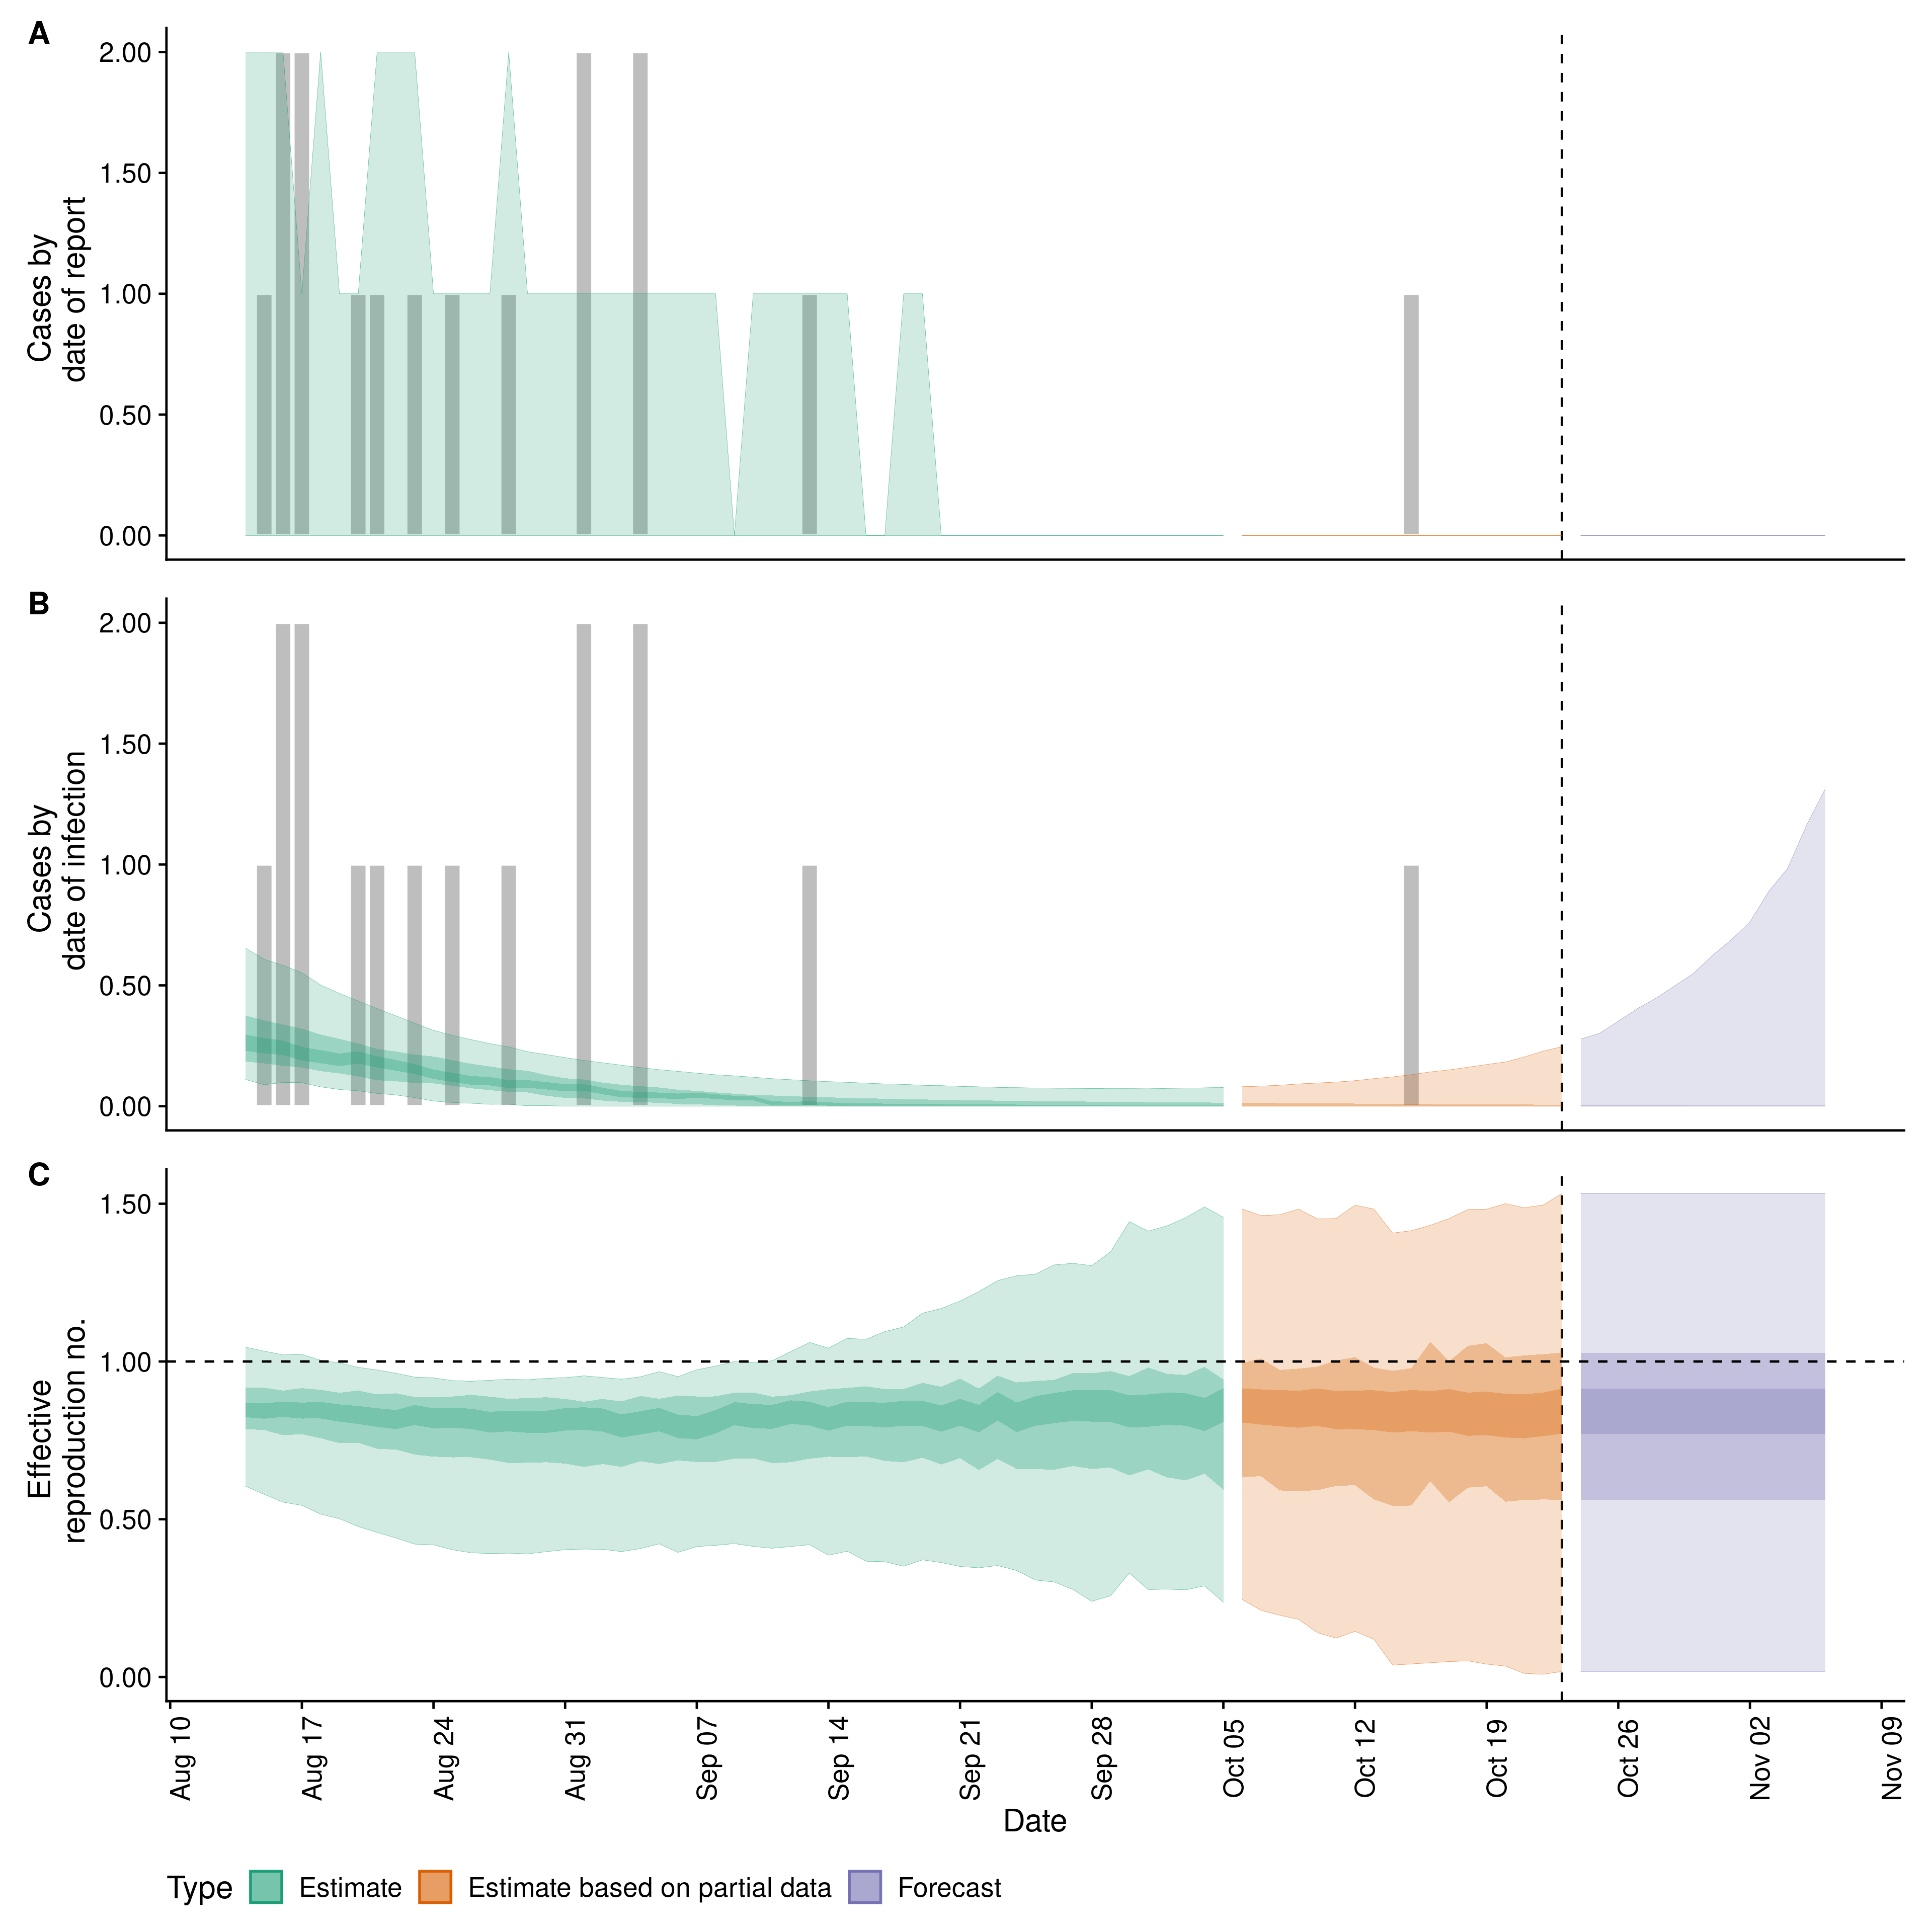 A
Cases by
date of report
2.00
1.50
1.00
0.50
0.00
B
Cases by
date of infection
2.00
1.50
1.00
0.50
0.00
C
Effective
reproduction no.
1.50
1.00
0.50
0.00
Aug 10
Aug 17
Aug 24
Aug 31
Sep 07
Sep 14
Sep 21
Sep 28
Oct 05
Oct 12
Oct 19
Oct 26
Nov 02
Nov 09
Date
Type Estimate Estimate based on partial data Forecast